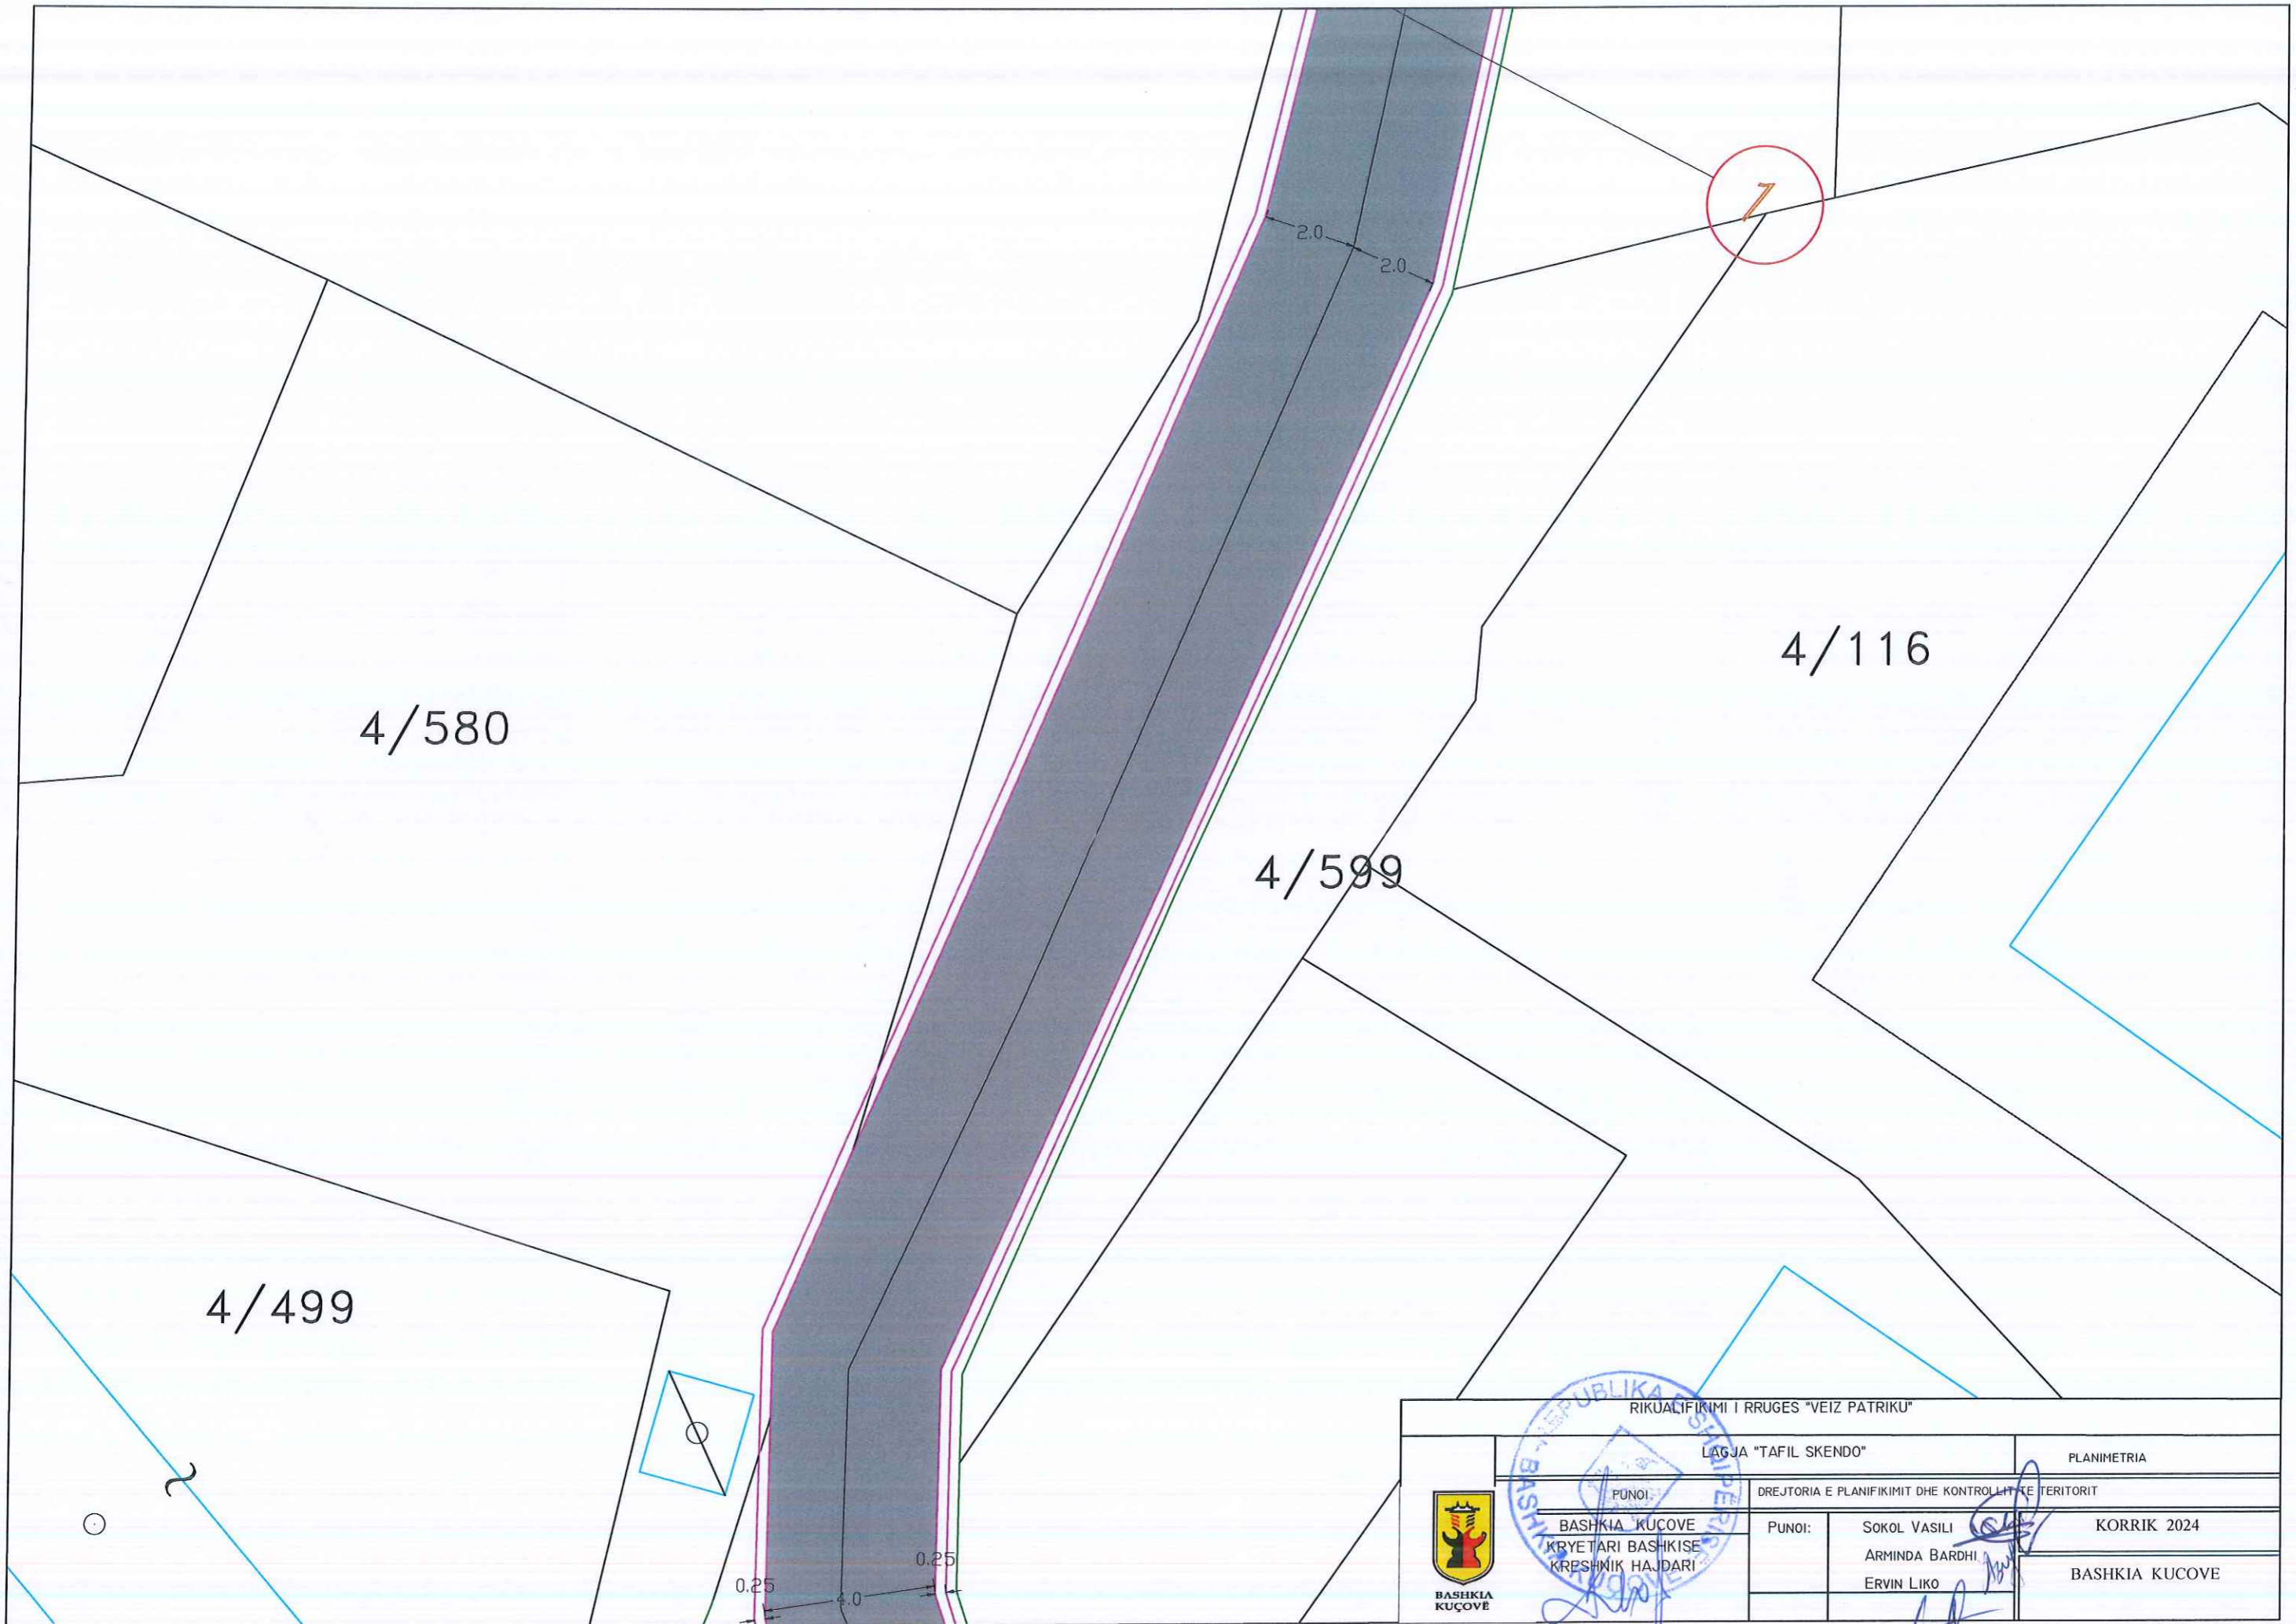 2.0
2.0
4/116
4/580
4/599
4/499
0.25
0.25
4.0
RIKUALIFIKIMI I RRUGES "VEIZ PATRIKU"
LAGJA "TAFIL SKENDO"
PLANIMETRIA
PUNOI
DREJTORIA E PLANIFIKIMIT DHE KONTROLLIT TE TERITORIT
BASHKIA KUCOVE
KRYETARI BASHKISE
KRESHNIK HAJDARI
PUNOI:
SOKOL VASILI
ARMINDA BARDHI
ERVIN LIKO
KORRIK 2024
BASHKIA KUCOVE
BASHKIA
KUÇOVË
REPUBLIKA E SHQIPERISE
BASHKIA KUÇOVE